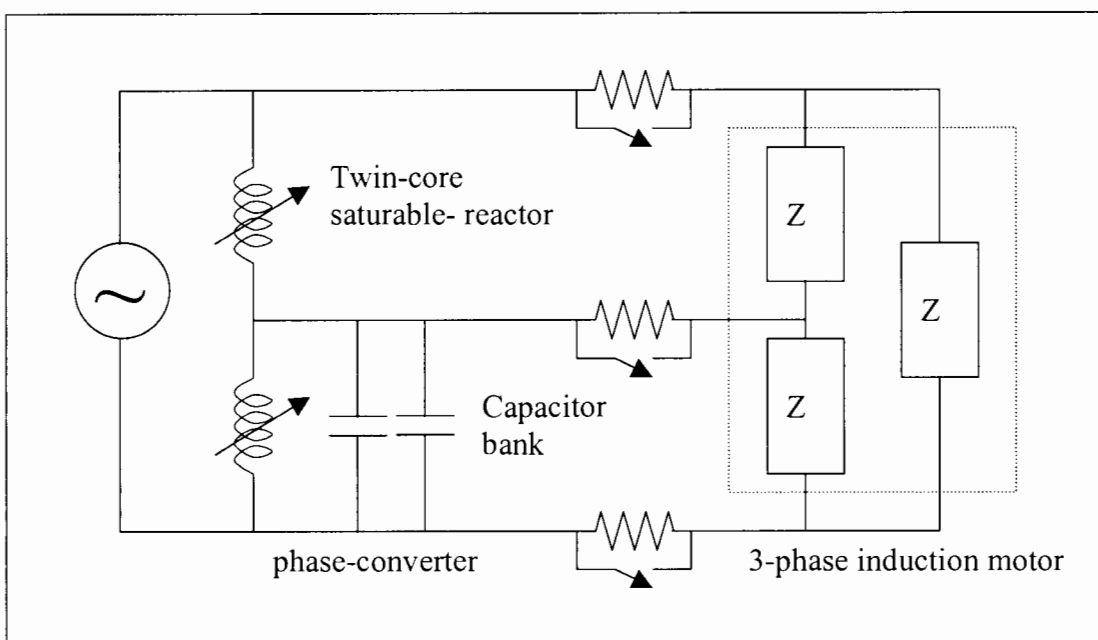 Twin-core
saturable- reactor
Z
Z
Z
Capacitor
bank
phase-converter
3-phase induction motor